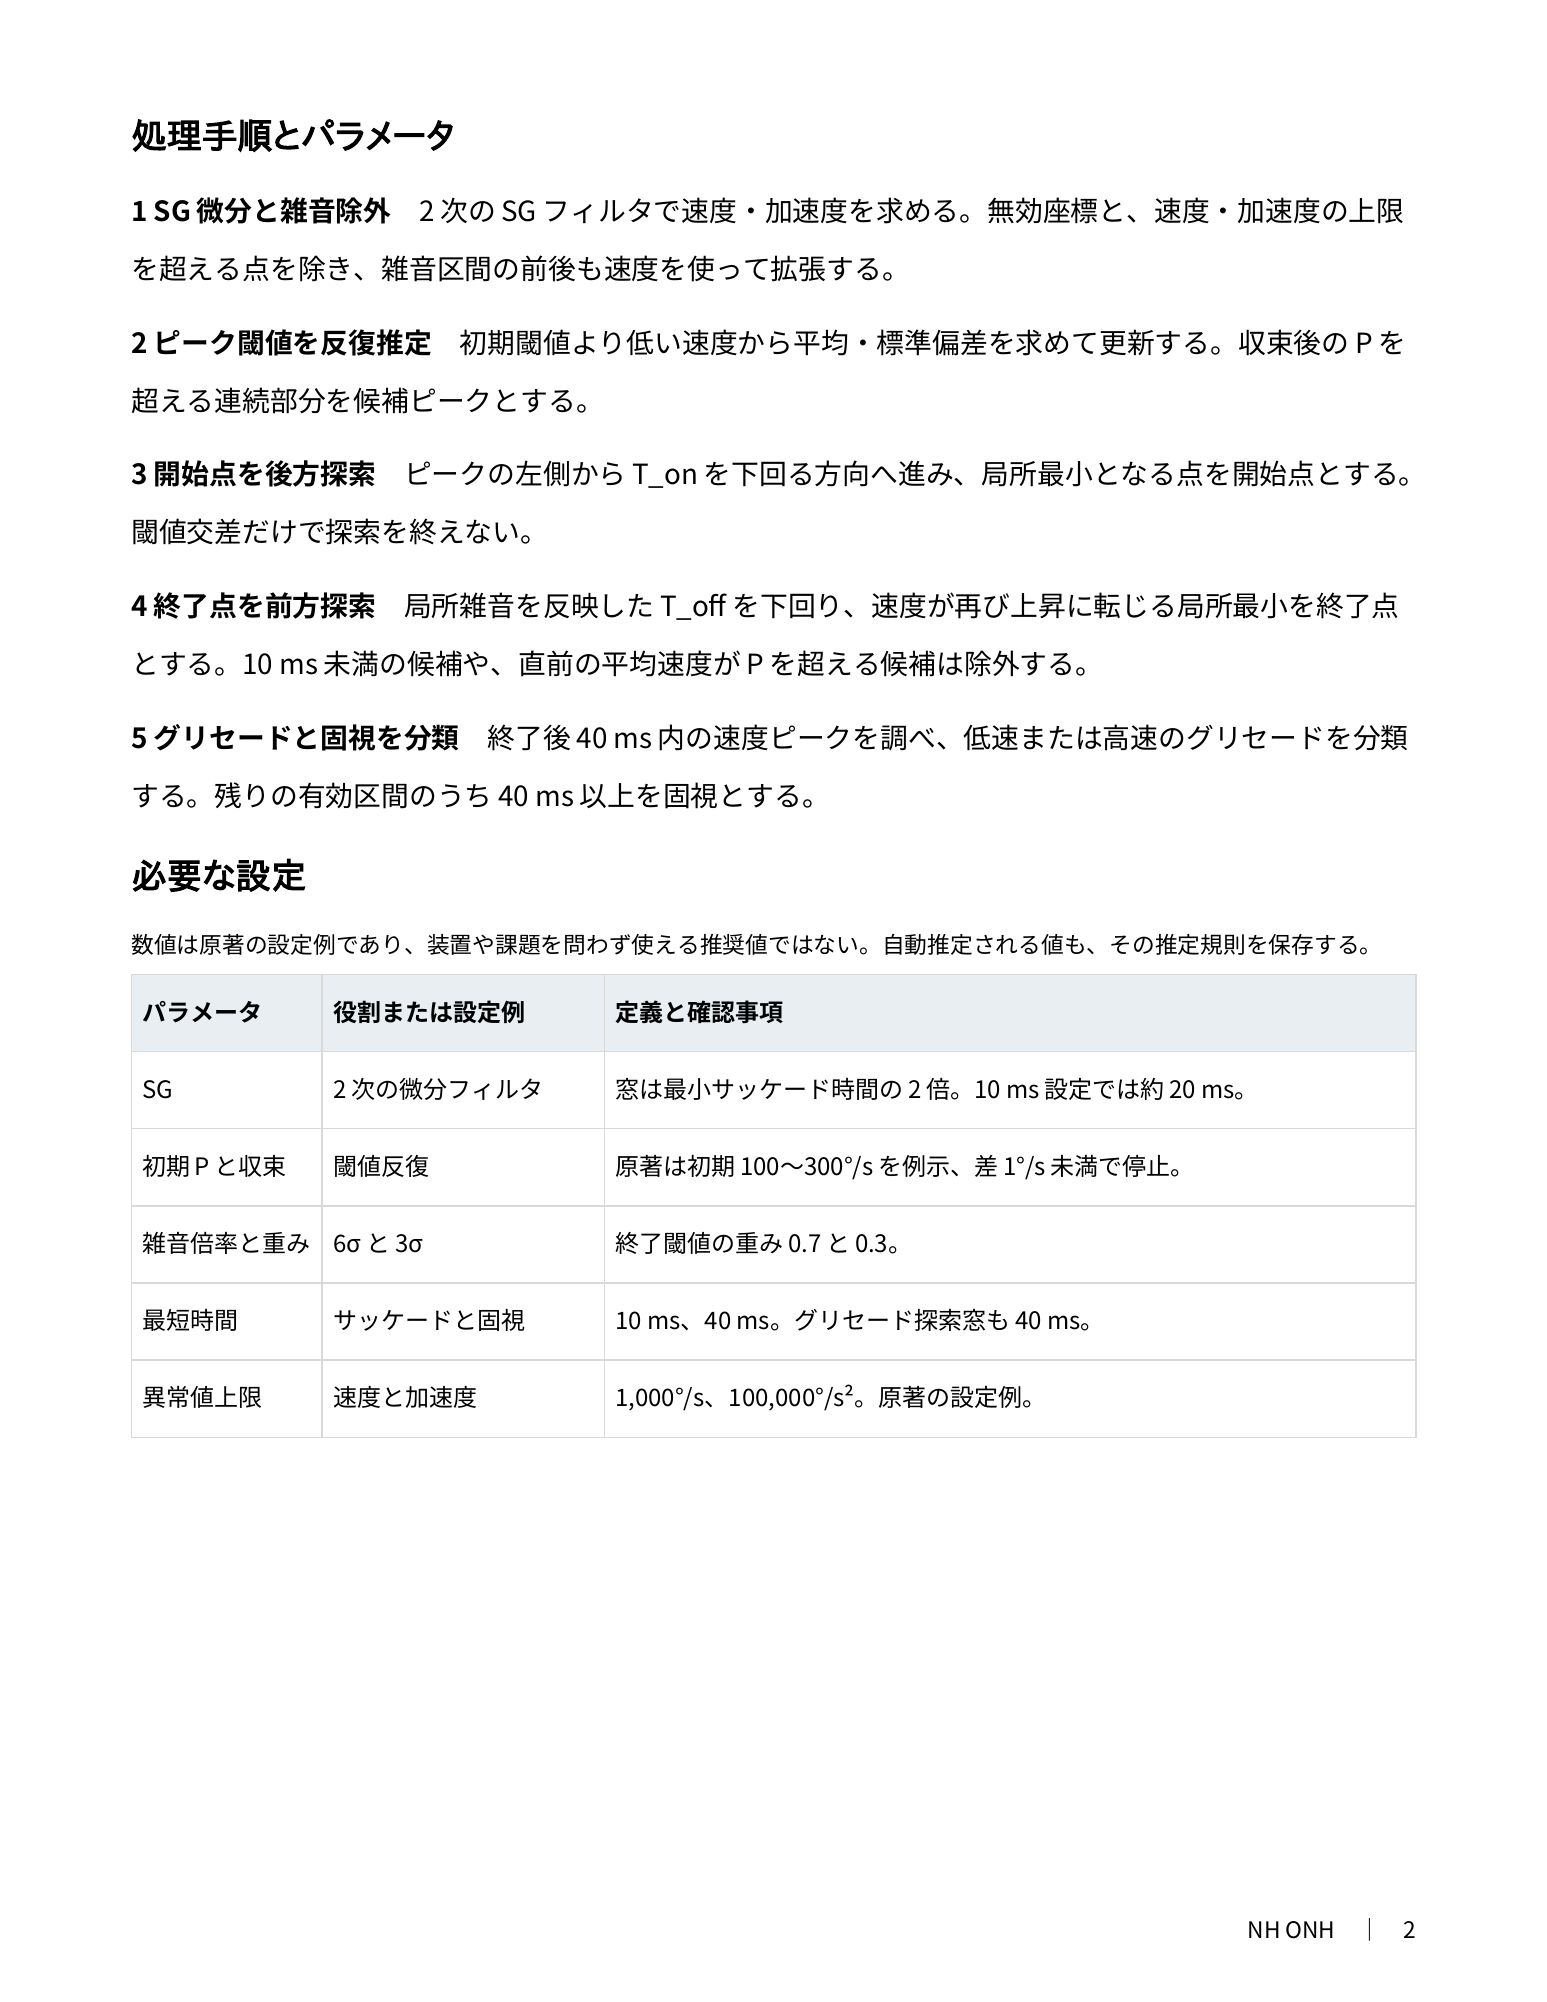 処理手順とパラメータ
1 SG 微分と雑音除外　2 次の SG フィルタで速度・加速度を求める。無効座標と、速度・加速度の上限
を超える点を除き、雑音区間の前後も速度を使って拡張する。
2 ピーク閾値を反復推定　初期閾値より低い速度から平均・標準偏差を求めて更新する。収束後の P を
超える連続部分を候補ピークとする。
3 開始点を後方探索　ピークの左側から T_on を下回る方向へ進み、局所最小となる点を開始点とする。
閾値交差だけで探索を終えない。
4 終了点を前方探索　局所雑音を反映した T_off を下回り、速度が再び上昇に転じる局所最小を終了点
とする。10 ms 未満の候補や、直前の平均速度が P を超える候補は除外する。
5 グリセードと固視を分類　終了後 40 ms 内の速度ピークを調べ、低速または高速のグリセードを分類
する。残りの有効区間のうち 40 ms 以上を固視とする。
必要な設定
数値は原著の設定例であり、装置や課題を問わず使える推奨値ではない。自動推定される値も、その推定規則を保存する。
パラメータ 役割または設定例 定義と確認事項
SG 2 次の微分フィルタ 窓は最小サッケード時間の 2 倍。10 ms 設定では約 20 ms。
初期 P と収束 閾値反復 原著は初期 100〜300°/s を例示、差 1°/s 未満で停止。
雑音倍率と重み 6σ と 3σ 終了閾値の重み 0.7 と 0.3。
最短時間 サッケードと固視 10 ms、40 ms。グリセード探索窓も 40 ms。
異常値上限 速度と加速度 1,000°/s、100,000°/s²。原著の設定例。
NH ONH | 2